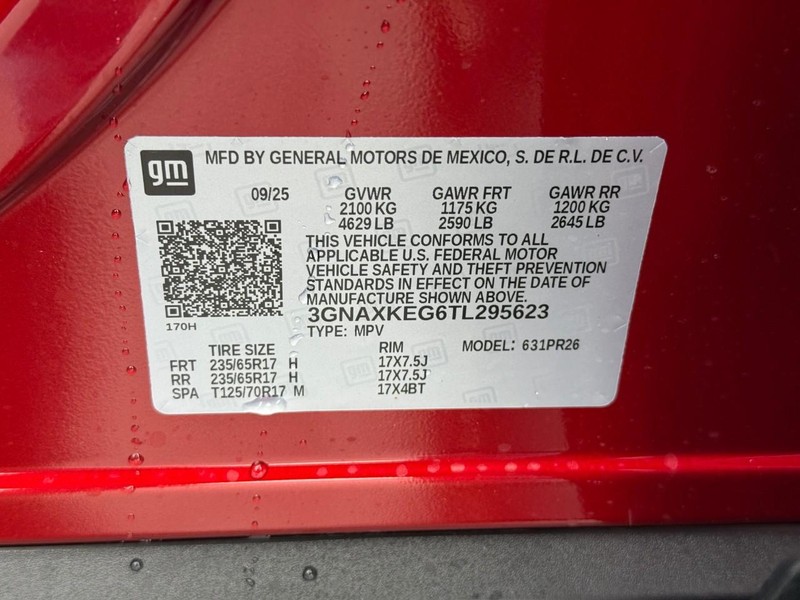 gm MFD BY GENERAL MOTORS DE MEXICO, S. DE R.L. DE C.V.
09/25 GVWR GAWR FRT GAWR RR
2100 KG 1175 KG 1200 KG
4629 LB 2590 LB 2645 LB
THIS VEHICLE CONFORMS TO ALL
APPLICABLE U.S. FEDERAL MOTOR
VEHICLE SAFETY AND THEFT PREVENTION
STANDARDS IN EFFECT ON THE DATE OF
MANUFACTURE SHOWN ABOVE.
3GNAXKEG6TL295623
170H
TYPE: MPV
TIRE SIZE RIM MODEL: 631PR26
FRT 235/65R17 H 17X7.5J
RR 235/65R17 H 17X7.5J
SPA T125/70R17 M 17X4BT